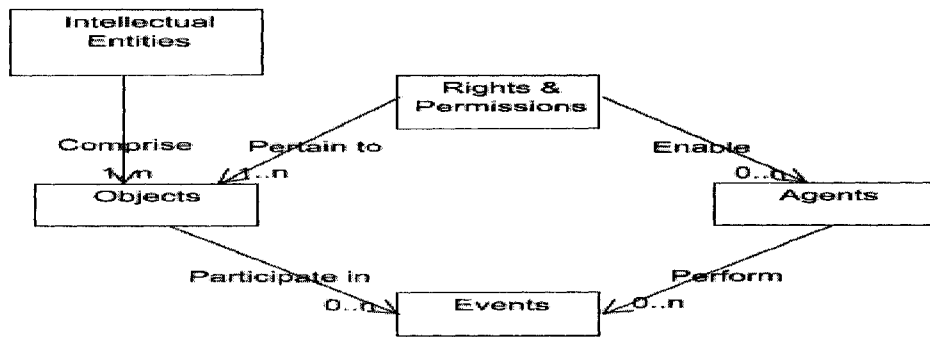 Intellectual
Entities
Rights &
Permissions
Comprise
Pertain to
Enable
1..n
1..n
0..n
Objects
Agents
Participate in
Perform
0..n
Events
0..n